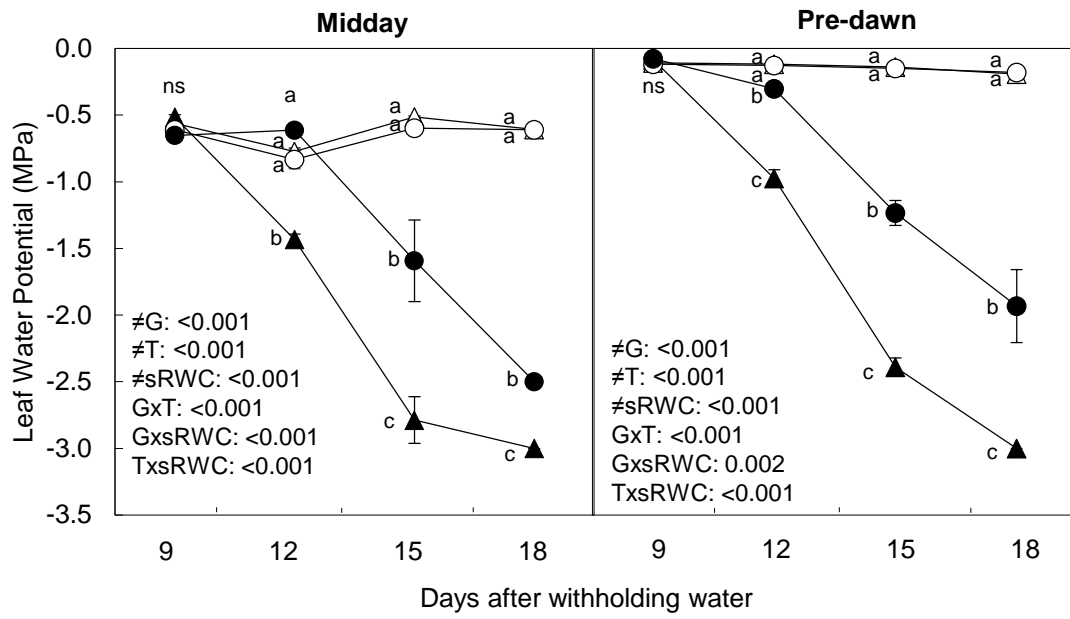 Midday
Pre-dawn
Leaf Water Potential (MPa)
0.0
-0.5
-1.0
-1.5
-2.0
-2.5
-3.0
-3.5
ns
a
a
a
a
a
a
a
b
b
b
c
c
≠G: <0.001
≠T: <0.001
≠sRWC: <0.001
GxT: <0.001
GxsRWC: <0.001
TxsRWC: <0.001
9
12
15
18
ns
a
a
a
a
a
a
b
b
b
c
c
c
≠G: <0.001
≠T: <0.001
≠sRWC: <0.001
GxT: <0.001
GxsRWC: 0.002
TxsRWC: <0.001
9
12
15
18
Days after withholding water